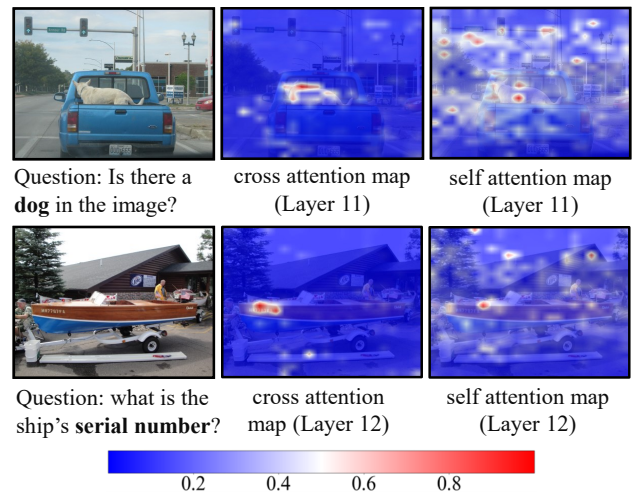 Question: Is there a
dog in the image?
cross attention map
(Layer 11)
self attention map
(Layer 11)
Question: what is the
ship's serial number?
cross attention
map (Layer 12)
self attention map
(Layer 12)
0.2 0.4 0.6 0.8